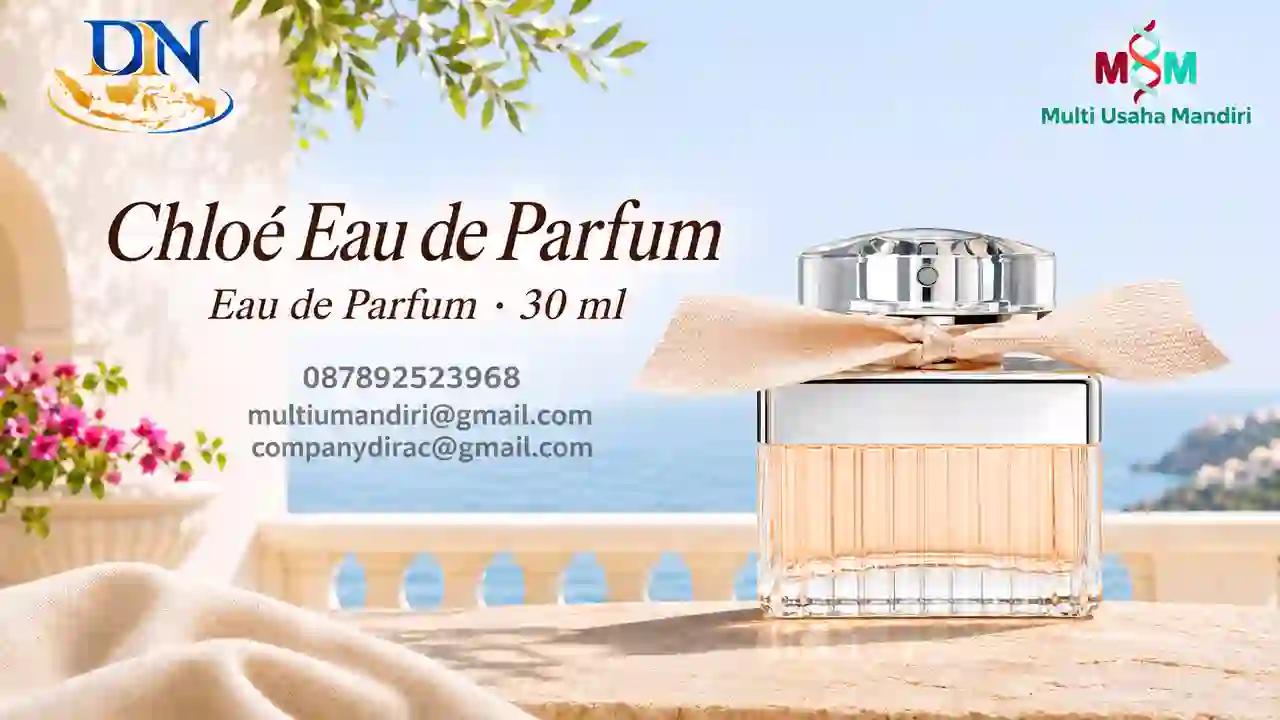 DN
MSM
Multi Usaha Mandiri
Chloé Eau de Parfum
Eau de Parfum · 30 ml
087892523968
multiumandiri@gmail.com
companydirac@gmail.com